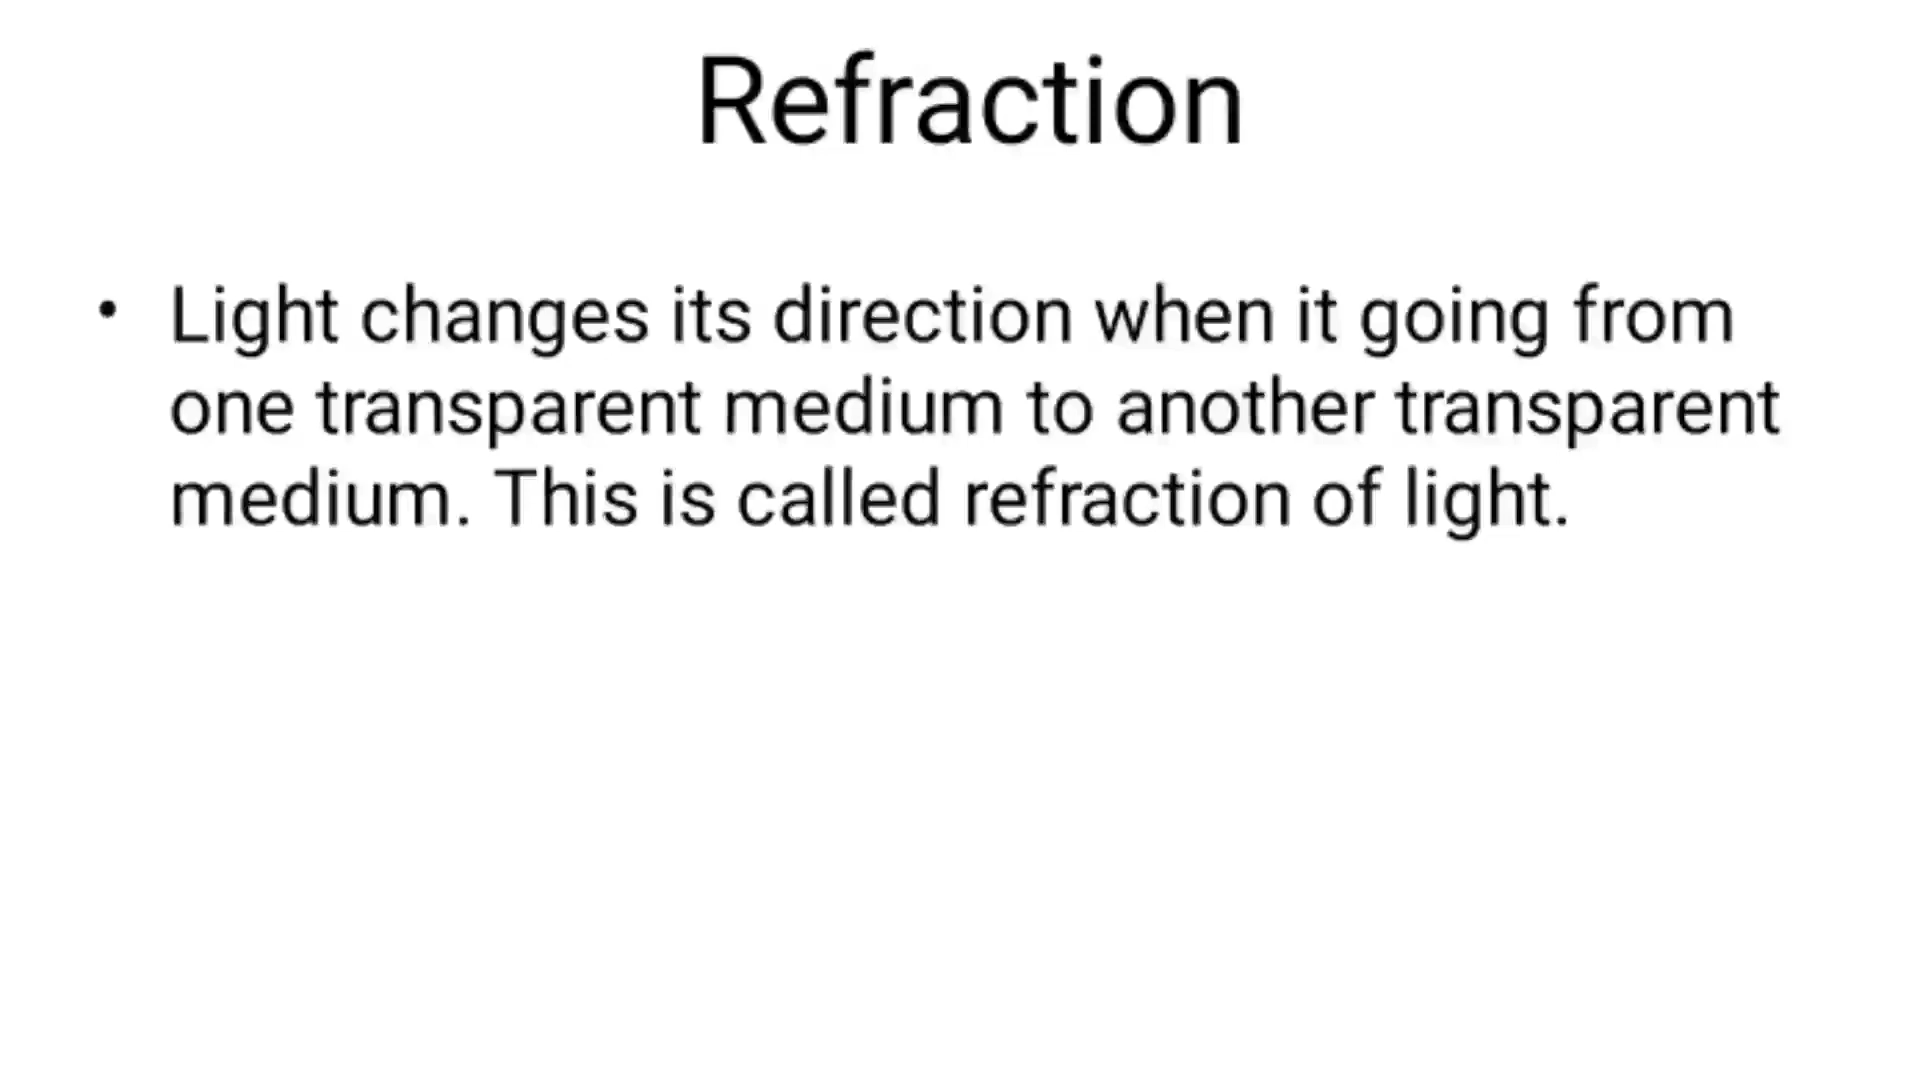 Refraction
• Light changes its direction when it going from
one transparent medium to another transparent
medium. This is called refraction of light.